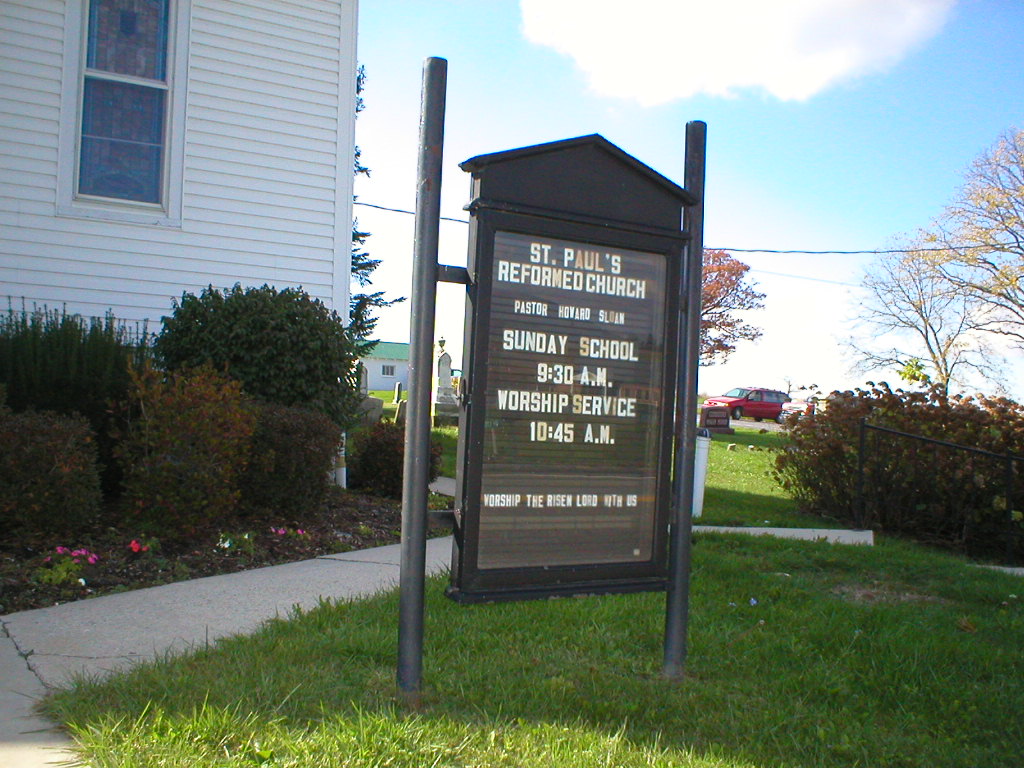 ST. PAUL'S
REFORMED CHURCH
PASTOR HOWARD SLOAN
SUNDAY SCHOOL
9:30 A.M.
WORSHIP SERVICE
10:45 A.M.
WORSHIP THE RISEN LORD WITH US